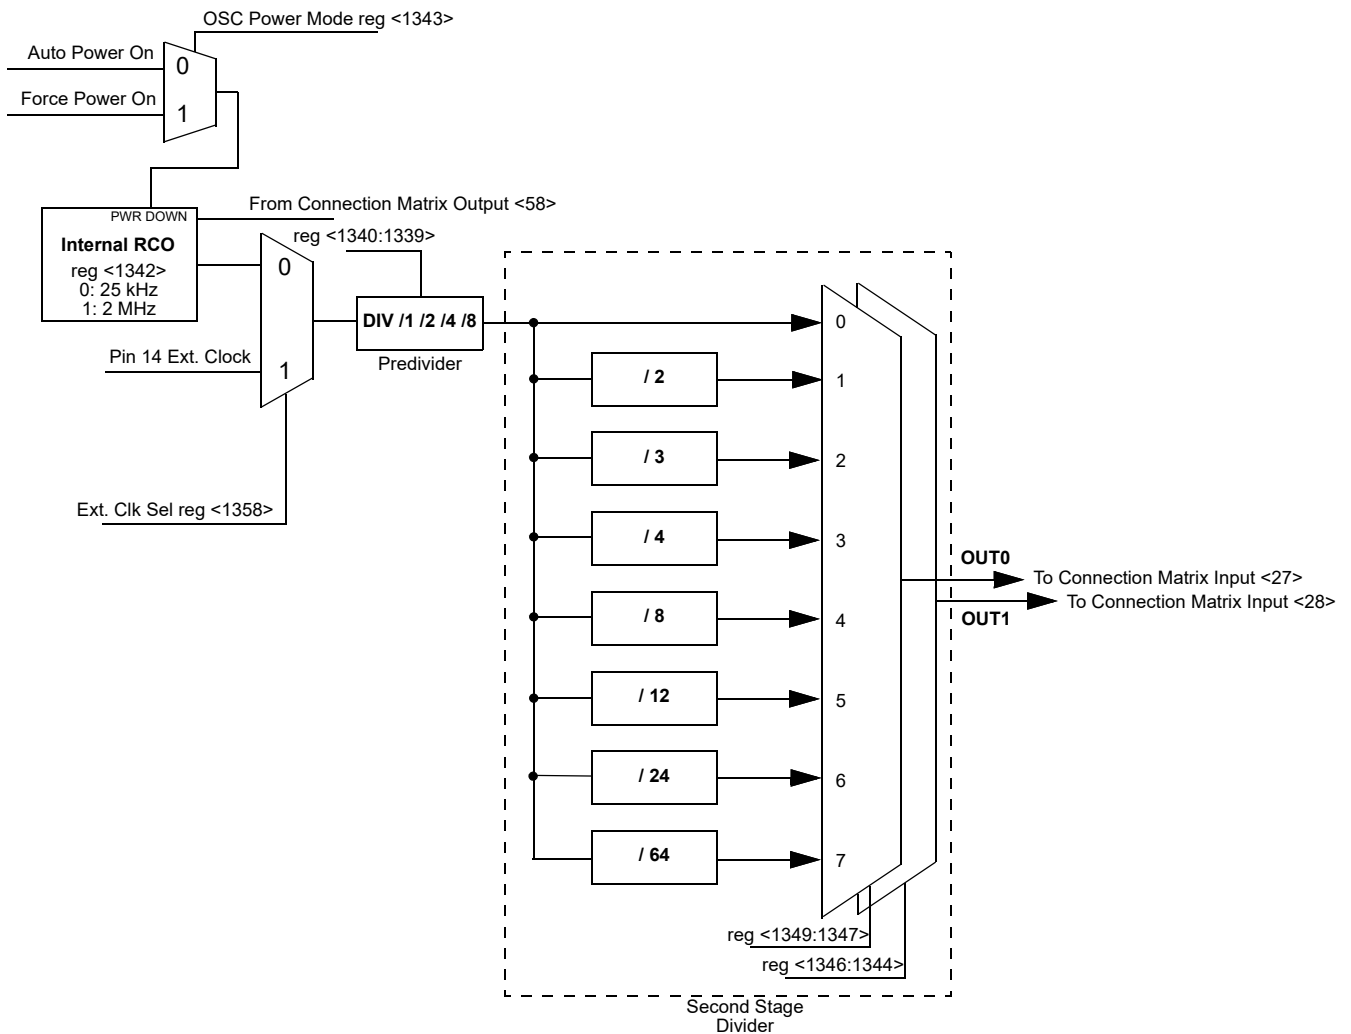 OSC Power Mode reg <1343>
Auto Power On
0
Force Power On
1
From Connection Matrix Output <58>
PWR DOWN
reg <1340:1339>
Internal RCO
reg <1342>
0: 25 kHz
1: 2 MHz
0
DIV /1 /2 /4 /8
Predivider
Pin 14 Ext. Clock
1
Ext. Clk Sel reg <1358>
0
/ 2
1
/ 3
2
/ 4
3
OUT0
To Connection Matrix Input <27>
To Connection Matrix Input <28>
OUT1
/ 8
4
/ 12
5
/ 24
6
/ 64
7
reg <1349:1347>
reg <1346:1344>
Second Stage
Divider